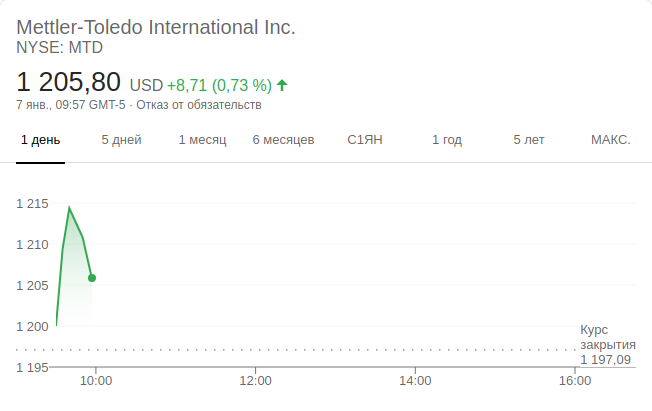 Mettler-Toledo International Inc.
NYSE: MTD
1 205,80 USD +8,71 (0,73 %)
7 янв., 09:57 GMT-5 · Отказ от обязательств
1 день 5 дней 1 месяц 6 месяцев С1ЯН 1 год 5 лет МАКС.
1 215
1 210
1 205
1 200
1 195
Курс
закрытия
1 197,09
10:00 12:00 14:00 16:00